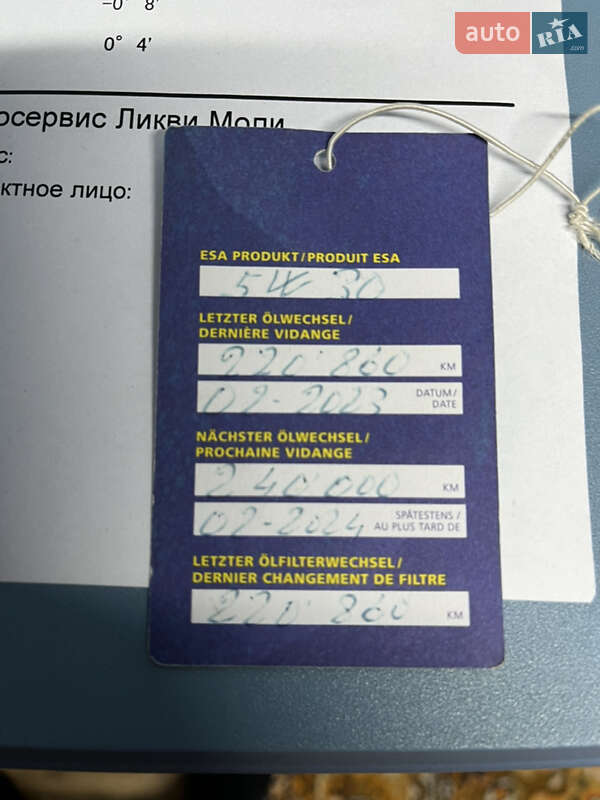 –0° 8'
auto RIA .com
0° 4'
осервис Ликви Моли
с:
ктное лицо:
ESA PRODUKT/PRODUIT ESA
5W 30
LETZTER ÖLWECHSEL/
DERNIÈRE VIDANGE
220'860 KM
02-2023 DATUM/
DATE
NÄCHSTER ÖLWECHSEL/
PROCHAINE VIDANGE
240'000 KM
02-2024 SPÄTESTENS/
AU PLUS TARD DE
LETZTER ÖLFILTERWECHSEL/
DERNIER CHANGEMENT DE FILTRE
220'860 KM